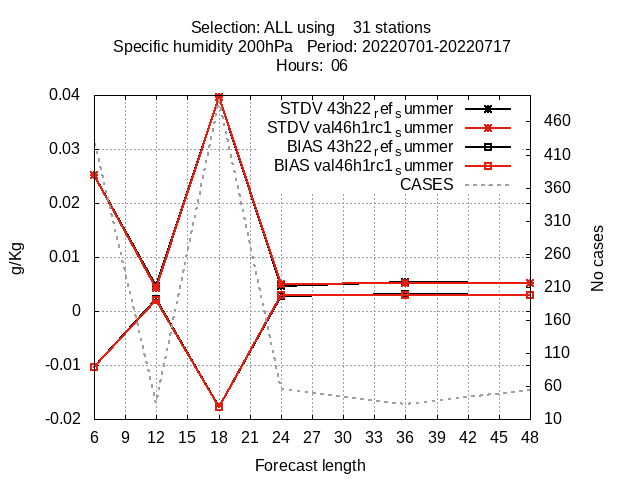 Selection: ALL using    31 stations
Specific humidity 200hPa   Period: 20220701-20220717
Hours:  06
STDV 43h22_ref_summer
STDV val46h1rc1_summer
BIAS 43h22_ref_summer
BIAS val46h1rc1_summer
CASES
0.04
0.03
0.02
0.01
0
-0.01
-0.02
g/Kg
460
410
360
310
260
210
160
110
60
10
No cases
6 9 12 15 18 21 24 27 30 33 36 39 42 45 48
Forecast length